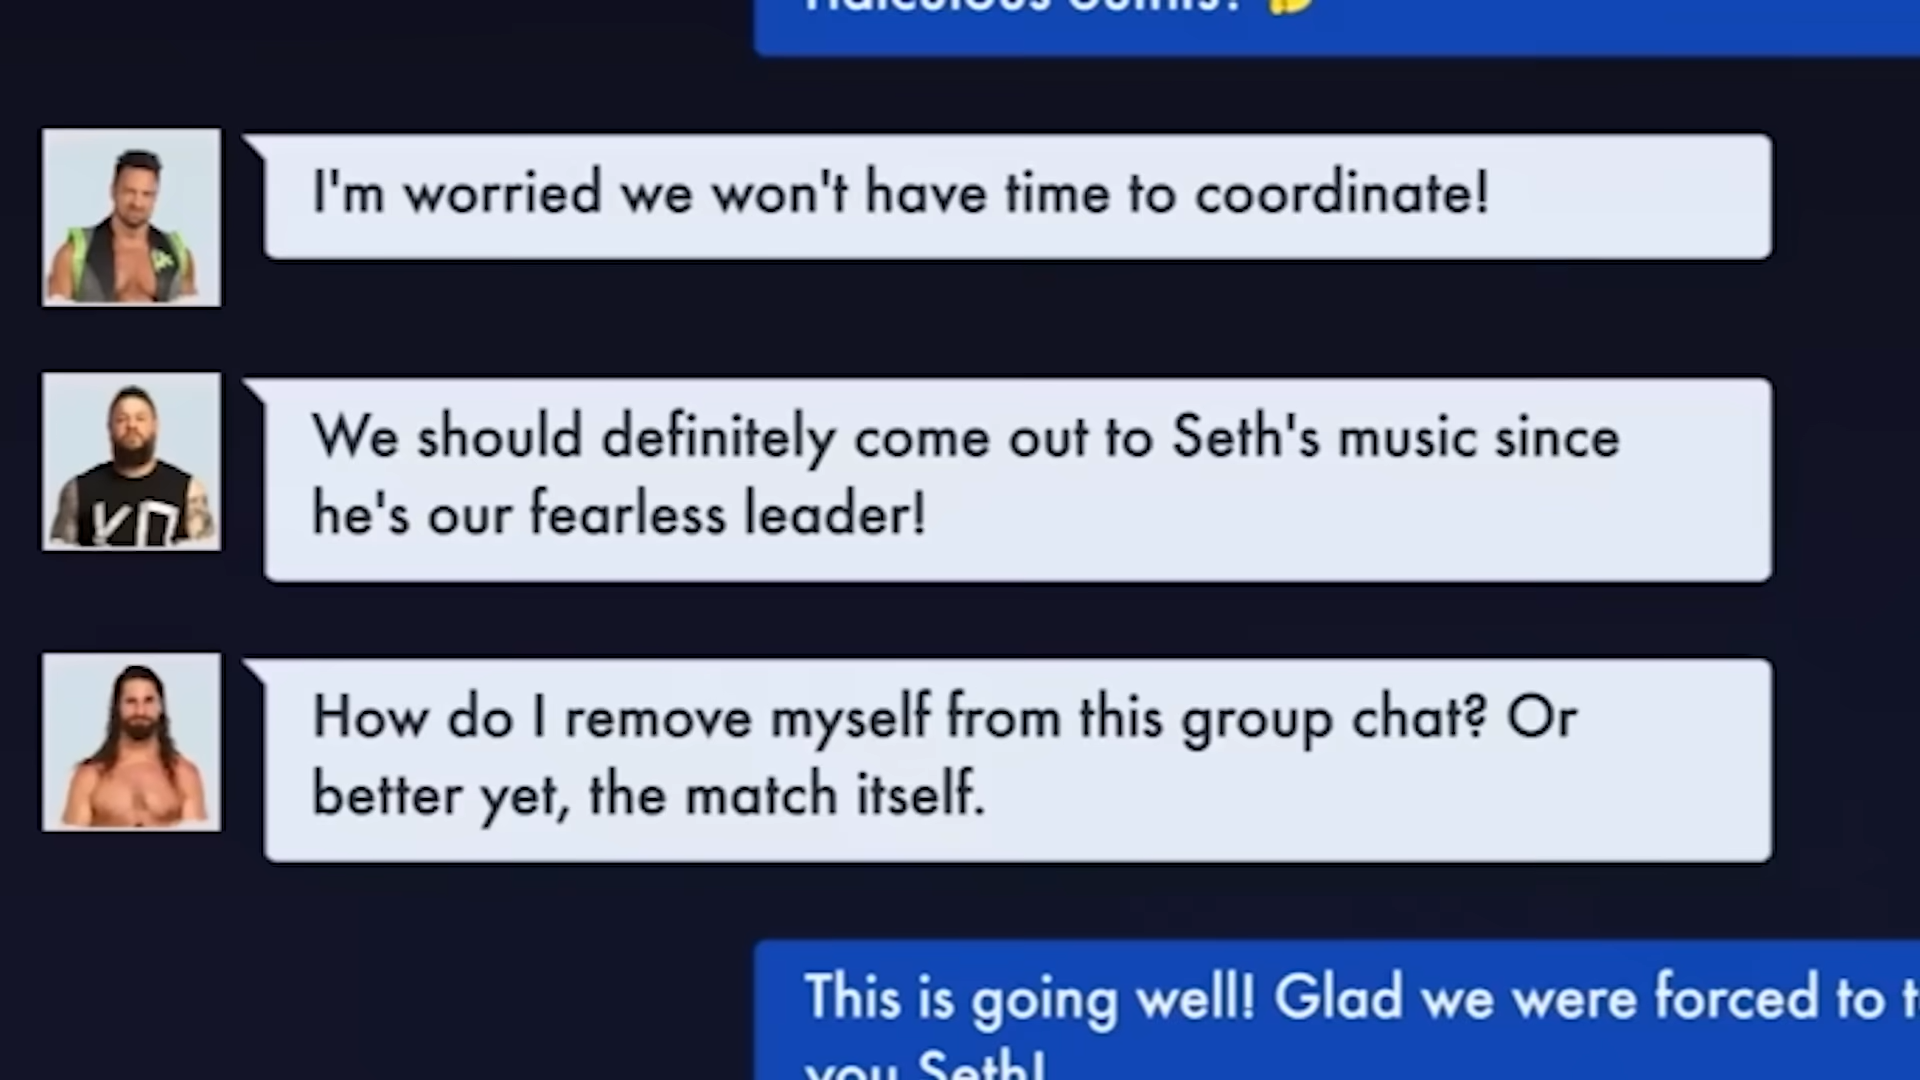 I'm worried we won't have time to coordinate!
We should definitely come out to Seth's music since
he's our fearless leader!
How do I remove myself from this group chat? Or
better yet, the match itself.
This is going well! Glad we were forced to
you Seth!